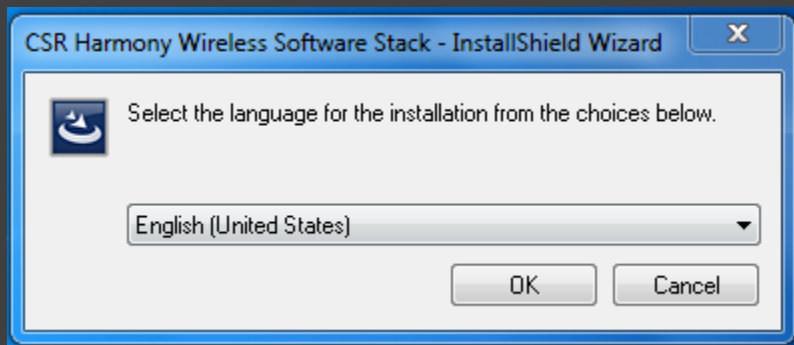 CSR Harmony Wireless Software Stack - InstallShield Wizard
Select the language for the installation from the choices below.
English (United States)
OK Cancel